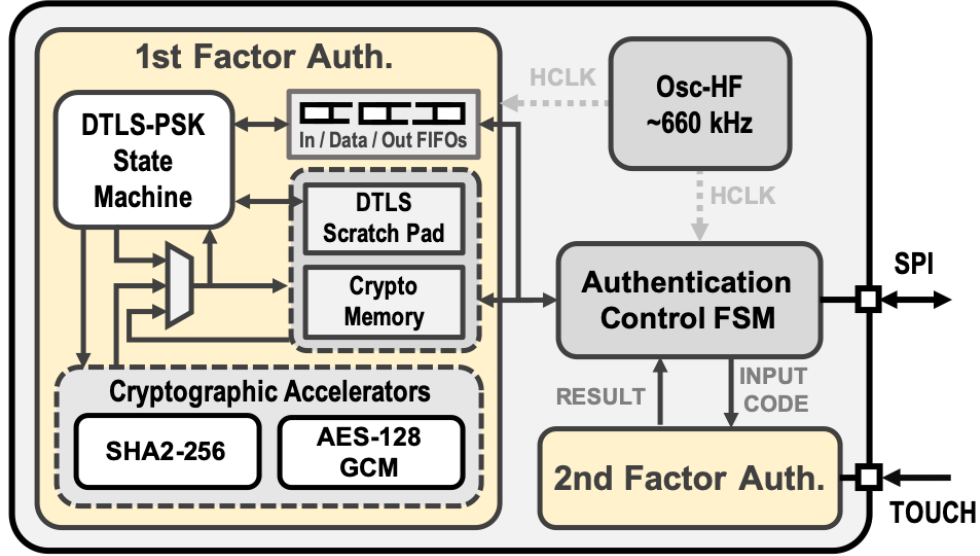 1st Factor Auth.
DTLS-PSK
State
Machine
In / Data / Out FIFOs
DTLS
Scratch Pad
Crypto
Memory
Cryptographic Accelerators
SHA2-256
AES-128
GCM
HCLK
Osc-HF
~660 kHz
HCLK
Authentication
Control FSM
SPI
RESULT
INPUT
CODE
2nd Factor Auth.
TOUCH